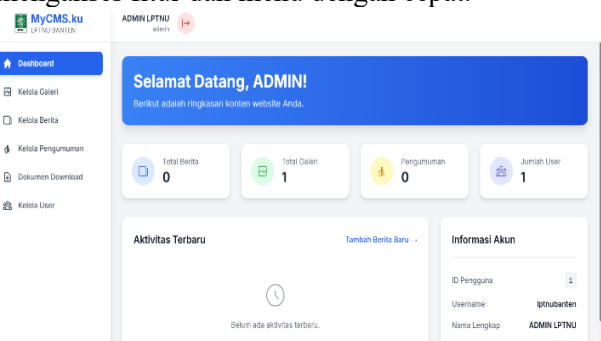 MyCMS.ku
LPTNU BANTEN
ADMIN LPTNU
admin
Dashboard
Kelola Galeri
Kelola Berita
Kelola Pengumuman
Dokumen Download
Kelola User
Selamat Datang, ADMIN!
Berikut adalah ringkasan konten website Anda.
Total Berita
0
Total Galeri
1
Pengumuman
0
Jumlah User
1
Aktivitas Terbaru
Tambah Berita Baru →
Belum ada aktivitas terbaru.
Informasi Akun
ID Pengguna 1
Username lptnubanten
Nama Lengkap ADMIN LPTNU